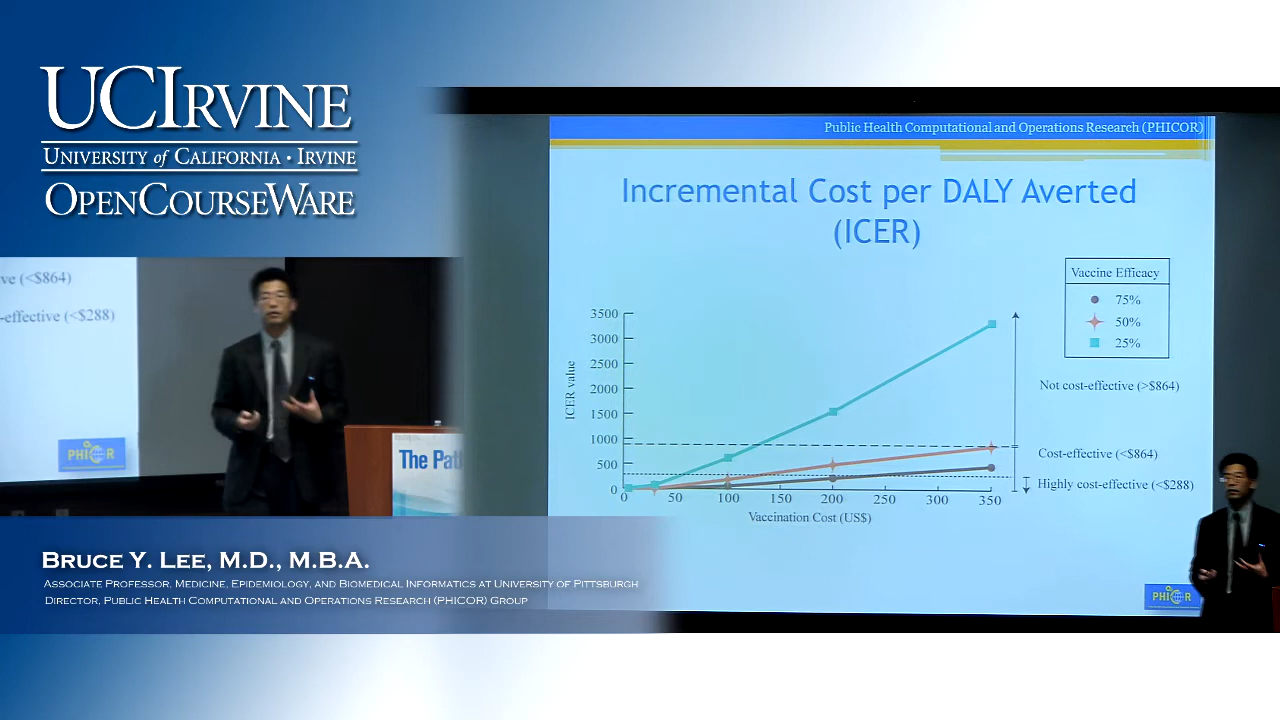 UCIRVINE
UNIVERSITY of CALIFORNIA · IRVINE
OPENCOURSEWARE
ve (<$864)
-effective (<$288)
PHICOR
The Pat
BRUCE Y. LEE, M.D., M.B.A.
ASSOCIATE PROFESSOR, MEDICINE, EPIDEMIOLOGY, AND BIOMEDICAL INFORMATICS AT UNIVERSITY OF PITTSBURGH
DIRECTOR, PUBLIC HEALTH COMPUTATIONAL AND OPERATIONS RESEARCH (PHICOR) GROUP
Public Health Computational and Operations Research (PHICOR)
Incremental Cost per DALY Averted
(ICER)
Vaccine Efficacy
75%
50%
25%
ICER value
3500
3000
2500
2000
1500
1000
500
0
0 50 100 150 200 250 300 350
Vaccination Cost (US$)
Not cost-effective (>$864)
Cost-effective (<$864)
Highly cost-effective (<$288)
PHICOR